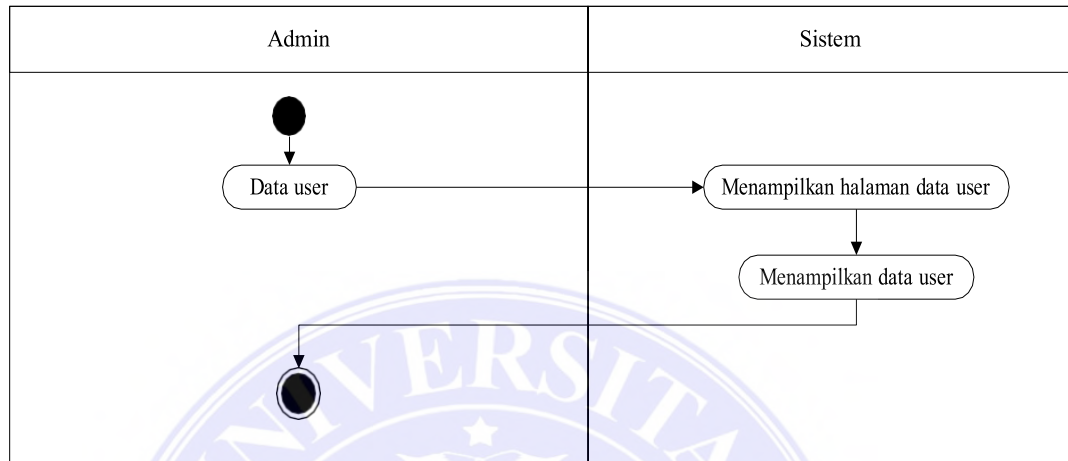 Admin
Sistem
Data user
Menampilkan halaman data user
Menampilkan data user